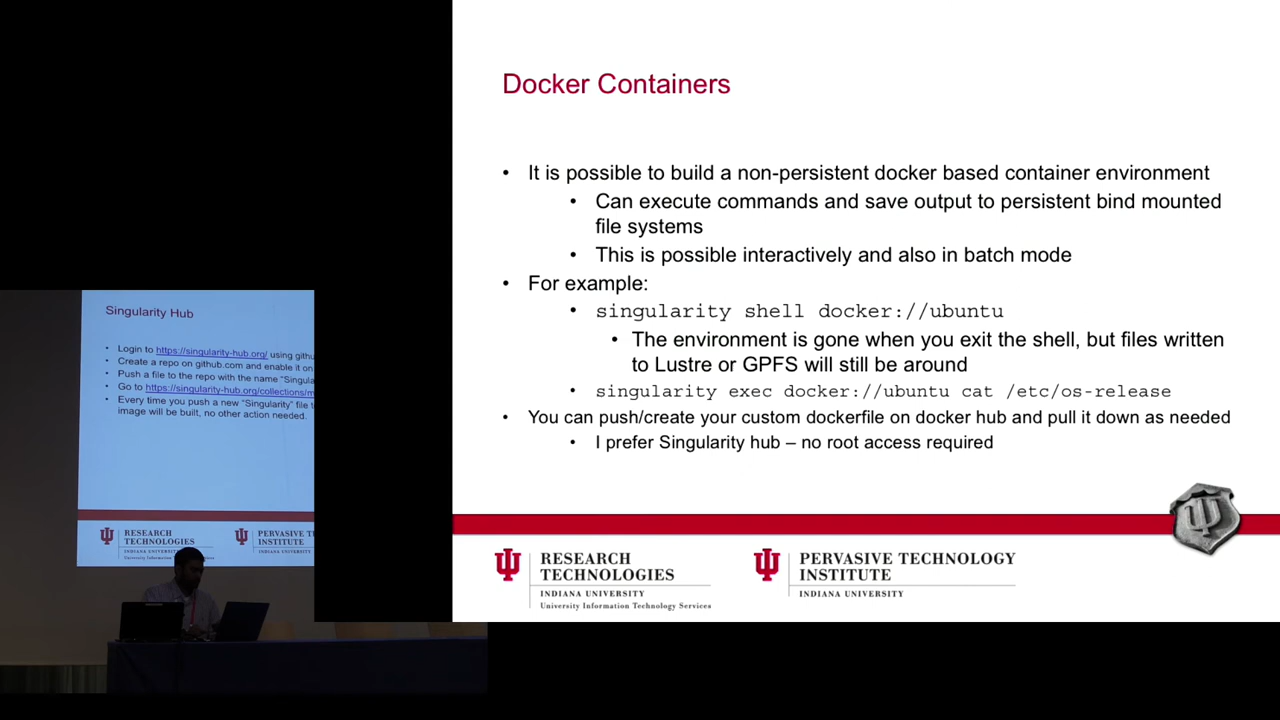 Docker Containers
• It is possible to build a non-persistent docker based container environment
• Can execute commands and save output to persistent bind mounted
file systems
• This is possible interactively and also in batch mode
• For example:
• singularity shell docker://ubuntu
• The environment is gone when you exit the shell, but files written
to Lustre or GPFS will still be around
• singularity exec docker://ubuntu cat /etc/os-release
• You can push/create your custom dockerfile on docker hub and pull it down as needed
• I prefer Singularity hub – no root access required
RESEARCH
TECHNOLOGIES
INDIANA UNIVERSITY
University Information Technology Services
PERVASIVE TECHNOLOGY
INSTITUTE
INDIANA UNIVERSITY
Singularity Hub
• Login to https://singularity-hub.org/ using githu
• Create a repo on github.com and enable it on
• Push a file to the repo with the name "Singula
• Go to https://singularity-hub.org/collections/m
• Every time you push a new "Singularity" file t
image will be built, no other action needed.
RESEARCH
TECHNOLOGIES
INDIANA UNIVERSITY
University Information Technology Services
PERVASIVE T
INSTITUTE
INDIANA UNIVERSITY